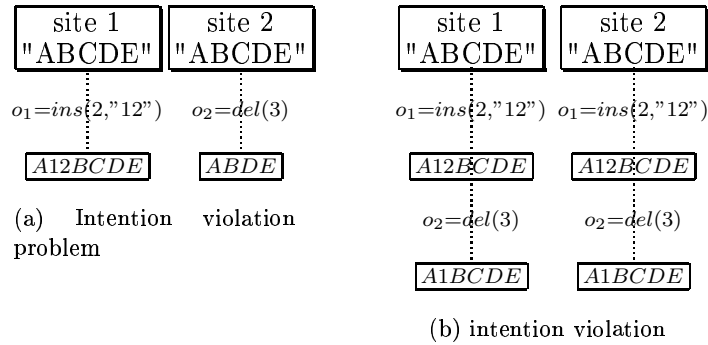 site 1
"ABCDE"
site 2
"ABCDE"
o1=ins(2,"12")
o2=del(3)
A12BCDE
ABDE
(a) Intention violation
problem
site 1
"ABCDE"
site 2
"ABCDE"
o1=ins(2,"12")
o1=ins(2,"12")
A12BCDE
A12BCDE
o2=del(3)
o2=del(3)
A1BCDE
A1BCDE
(b) intention violation